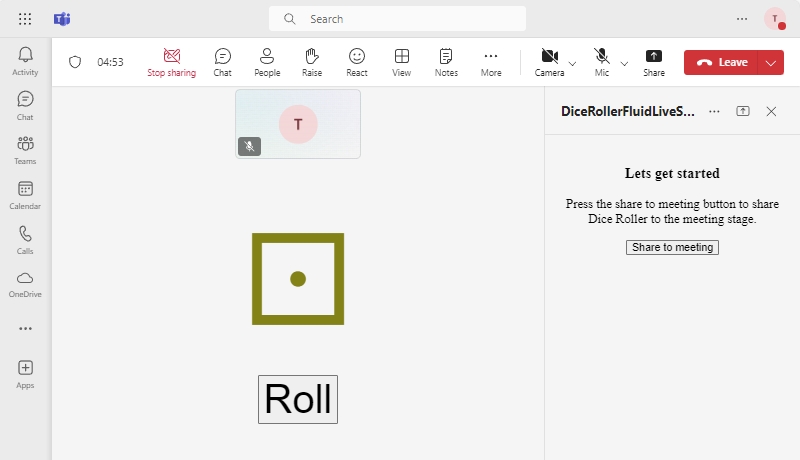 Search
T
Activity
Chat
Teams
Calendar
Calls
OneDrive
Apps
04:53
Stop sharing
Chat
People
Raise
React
View
Notes
More
Camera
Mic
Share
Leave
T
Roll
DiceRollerFluidLiveS...
Lets get started
Press the share to meeting button to share
Dice Roller to the meeting stage.
Share to meeting